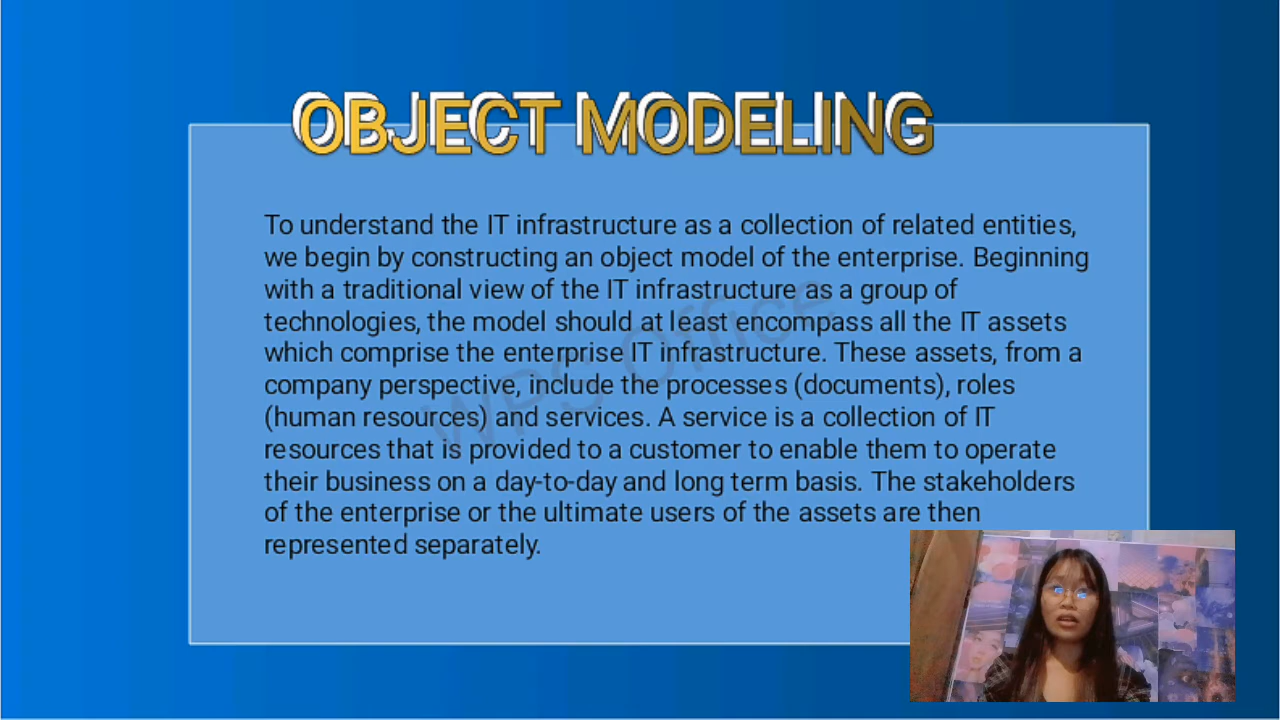 OBJECT MODELING
To understand the IT infrastructure as a collection of related entities,
we begin by constructing an object model of the enterprise. Beginning
with a traditional view of the IT infrastructure as a group of
technologies, the model should at least encompass all the IT assets
which comprise the enterprise IT infrastructure. These assets, from a
company perspective, include the processes (documents), roles
(human resources) and services. A service is a collection of IT
resources that is provided to a customer to enable them to operate
their business on a day-to-day and long term basis. The stakeholders
of the enterprise or the ultimate users of the assets are then
represented separately.
WPS Office